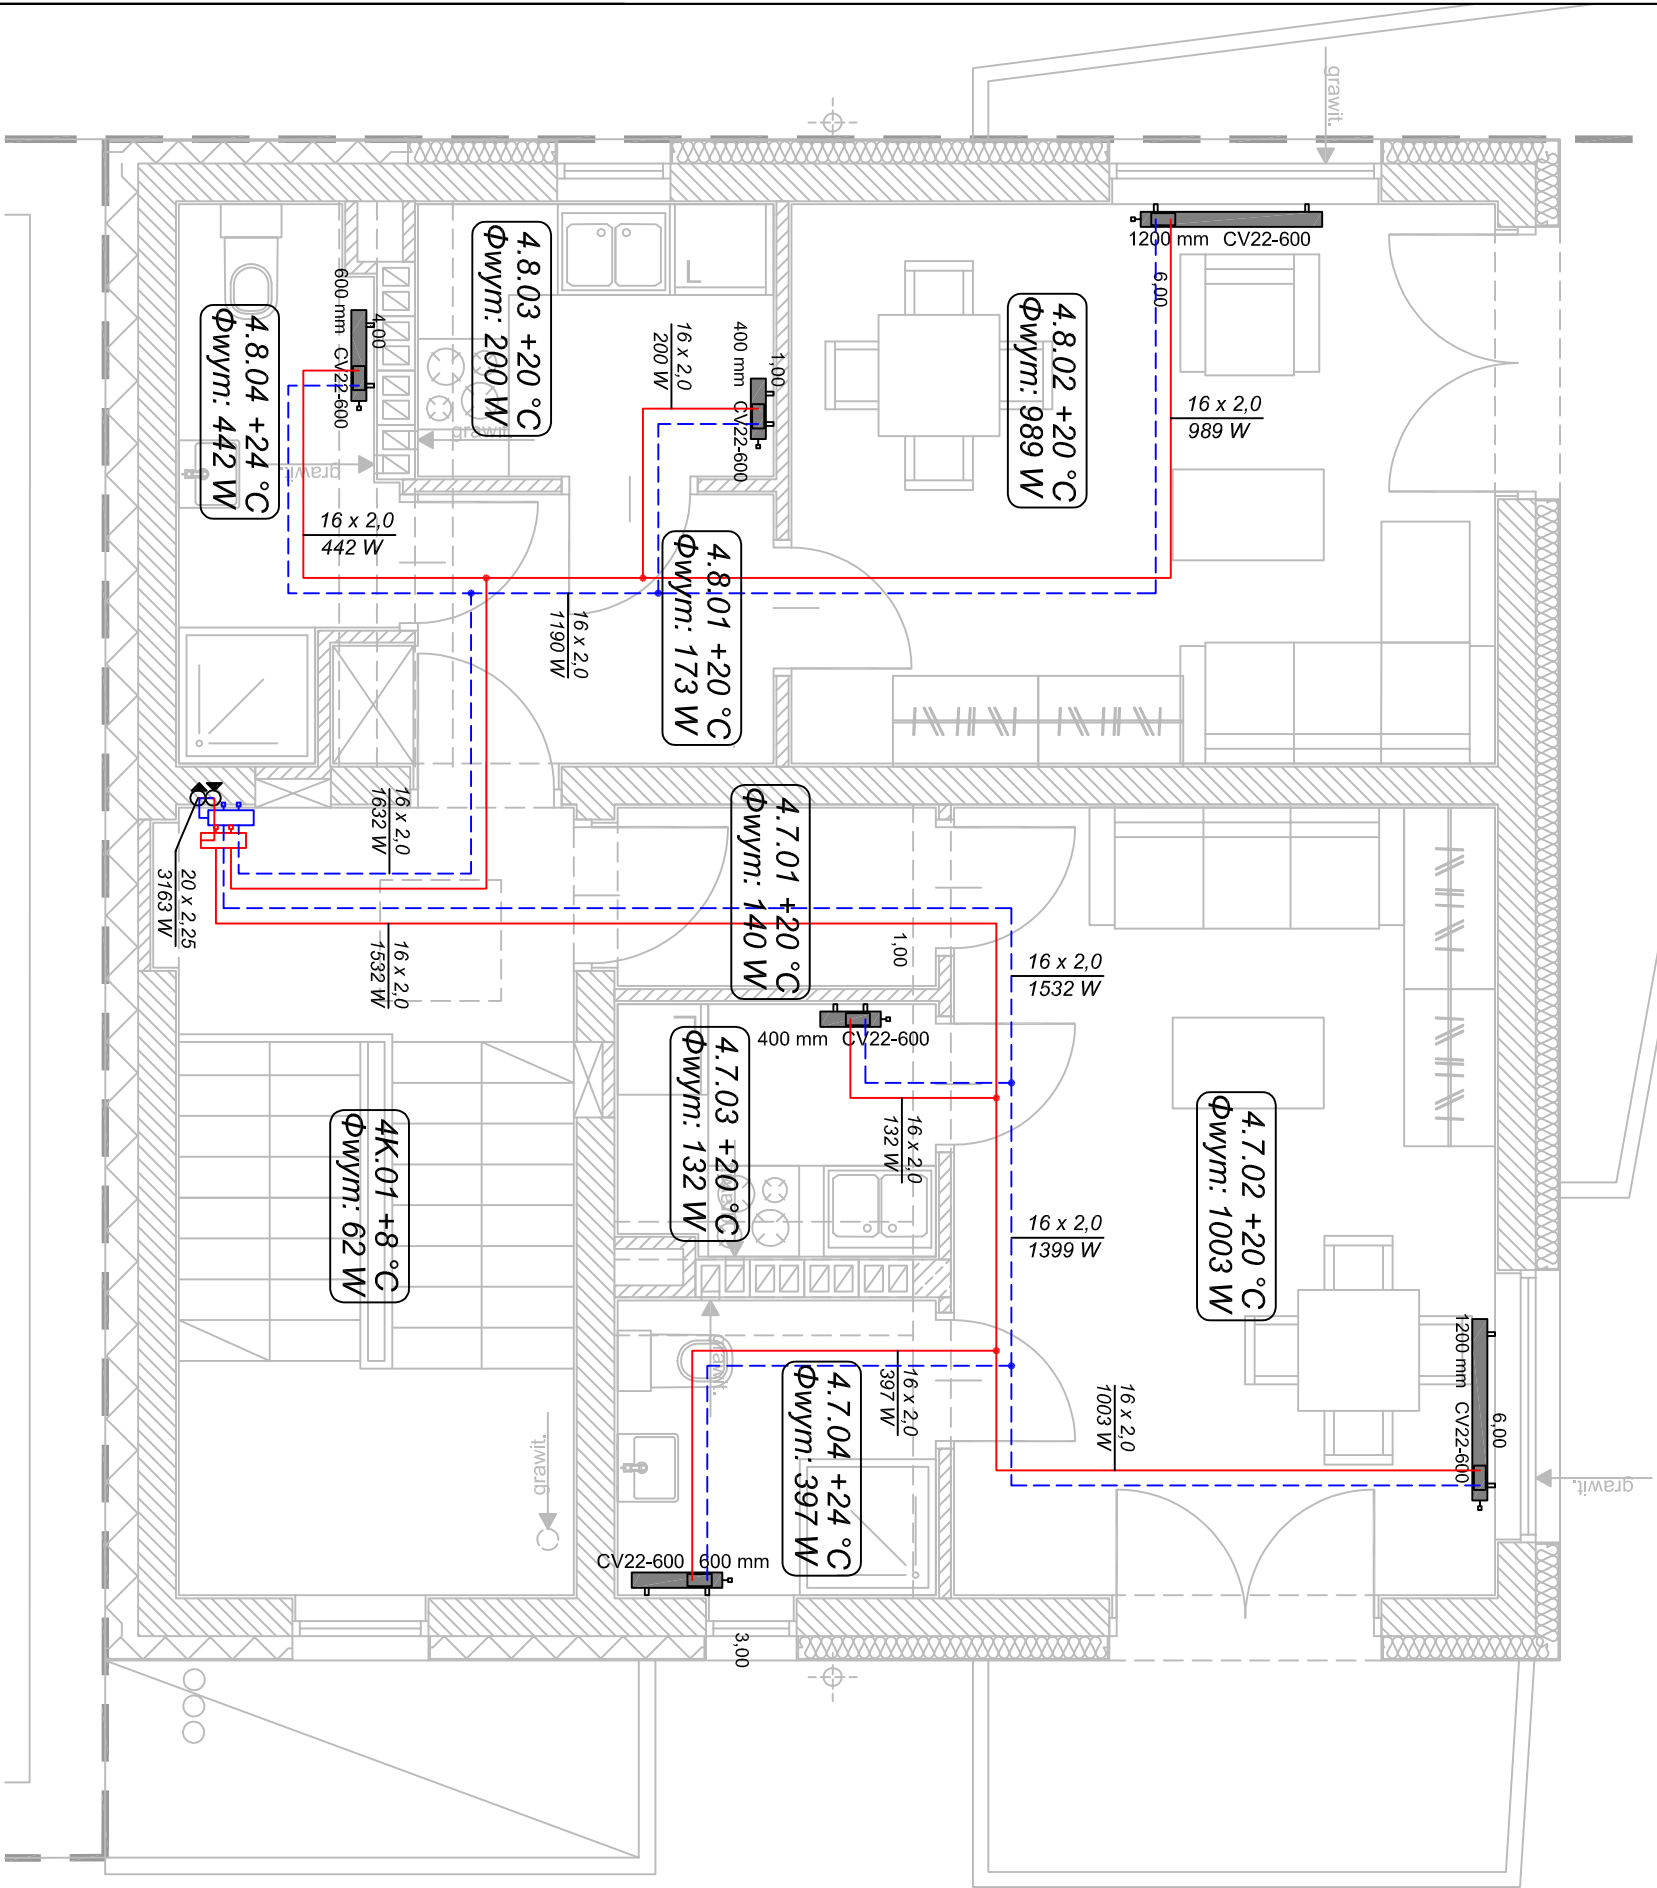 grawit.
1200 mm CV22-600
6,00
4.8.02 +20 °C
Φwym: 989 W
16 x 2,0
989 W
4.8.03 +20 °C
Φwym: 200 W
L
16 x 2,0
200 W
400 mm CV22-600
1,00
grawit.
600 mm CV22-600
4,00
4.8.04 +24 °C
Φwym: 442 W
grawit.
16 x 2,0
442 W
4.8.01 +20 °C
Φwym: 173 W
16 x 2,0
1190 W
16 x 2,0
1632 W
20 x 2,25
3163 W
16 x 2,0
1532 W
4.7.01 +20 °C
Φwym: 140 W
1,00
16 x 2,0
1532 W
400 mm CV22-600
4.7.03 +20 °C
Φwym: 132 W
16 x 2,0
132 W
4.7.02 +20 °C
Φwym: 1003 W
4K.01 +8 °C
Φwym: 62 W
16 x 2,0
1399 W
grawit.
16 x 2,0
397 W
4.7.04 +24 °C
Φwym: 397 W
16 x 2,0
1003 W
1200 mm CV22-600
6,00
grawit.
grawit.
CV22-600 600 mm
3,00